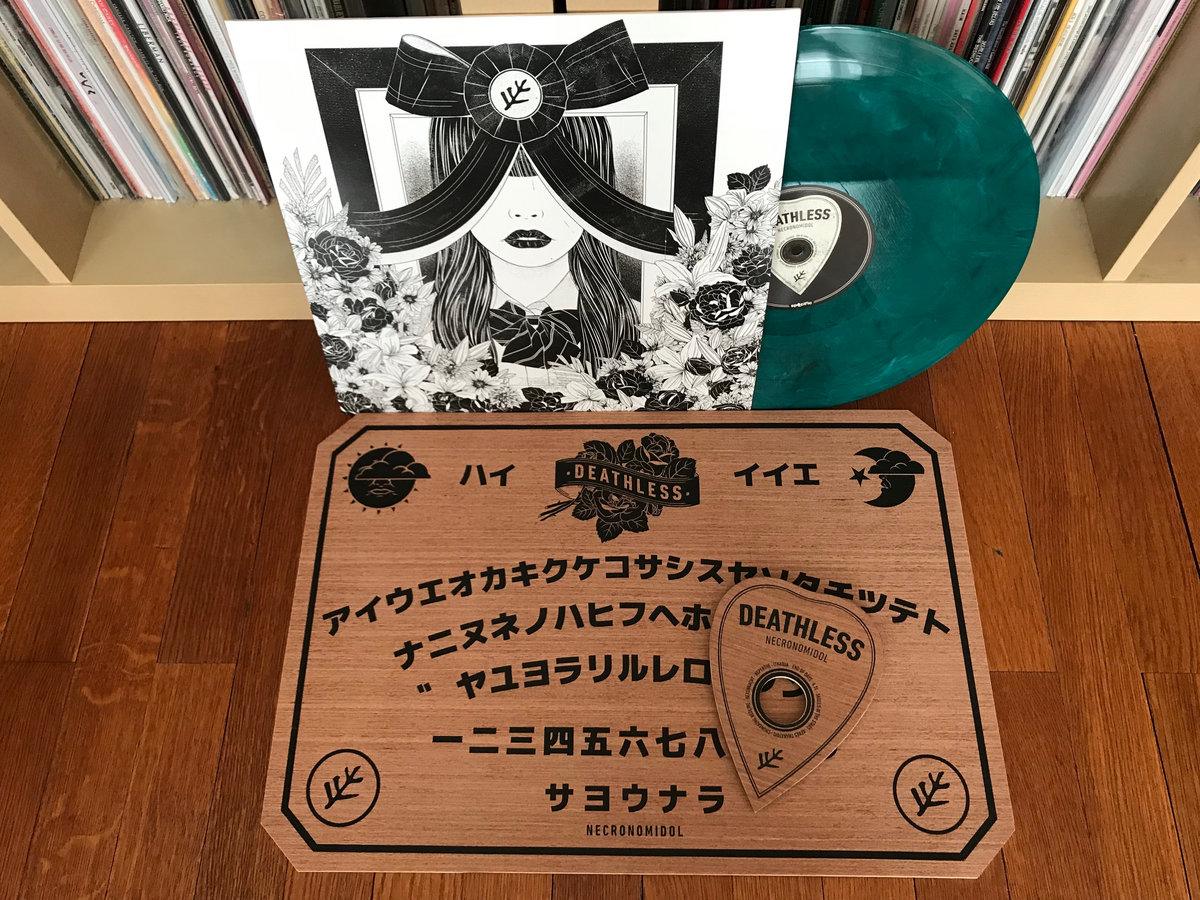 LIBERMAN
DEATHLESS
NECRONOMIDOL
ハイ
DEATHLESS
イイエ
アイウエオカキクケコサシスセソタチツテト
ナニヌネノハヒフヘホ
" ヤユヨラリルレロ
一二三四五六七八
サヨウナラ
NECRONOMIDOL
DEATHLESS
NECRONOMIDOL